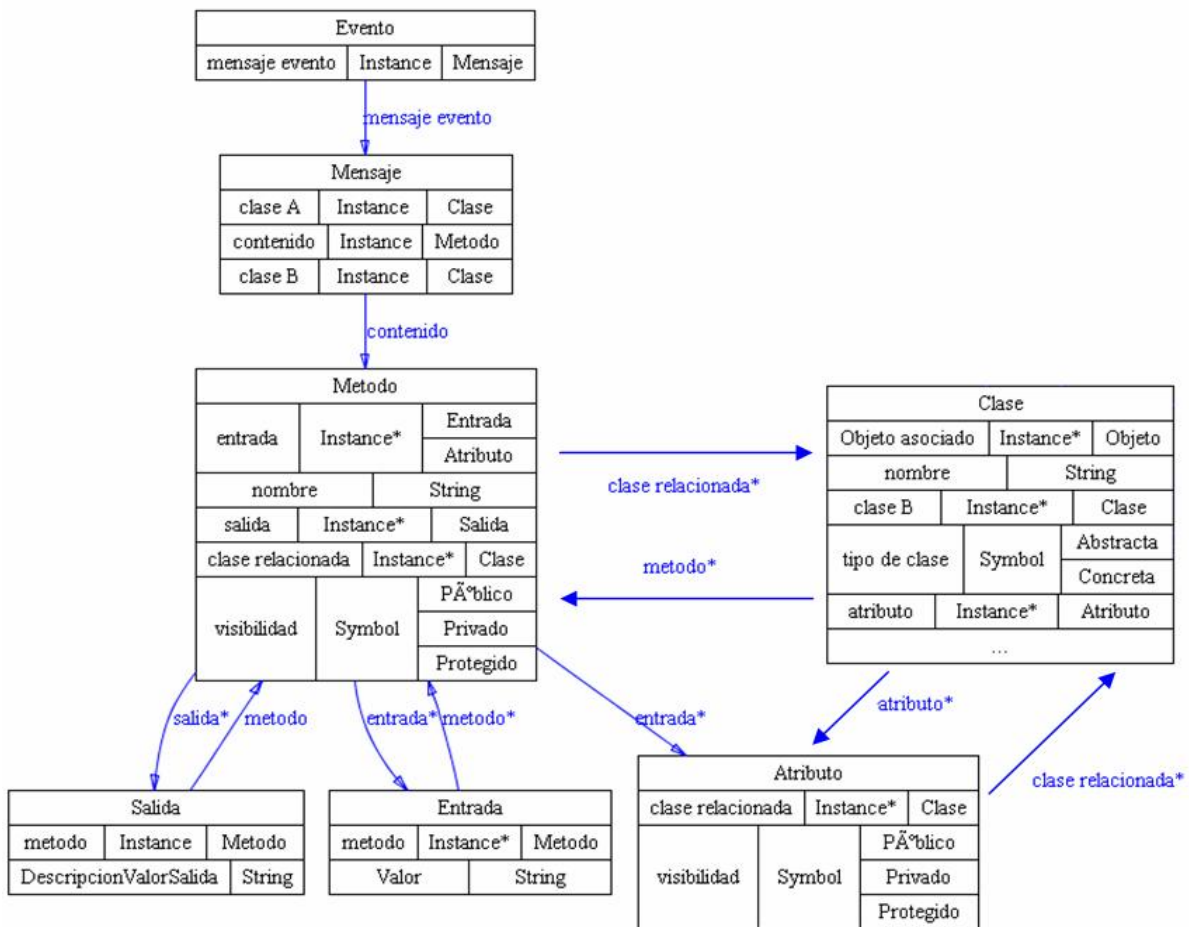 Evento
mensaje evento Instance Mensaje
mensaje evento
Mensaje
clase A Instance Clase
contenido Instance Metodo
clase B Instance Clase
contenido
Metodo
entrada Instance* Entrada
Atributo
nombre String
salida Instance* Salida
clase relacionada Instance* Clase
visibilidad Symbol PÃºblico
Privado
Protegido
clase relacionada*
metodo*
Clase
Objeto asociado Instance* Objeto
nombre String
clase B Instance* Clase
tipo de clase Symbol Abstracta
Concreta
atributo Instance* Atributo
...
salida* metodo entrada* metodo* entrada* atributo*
clase relacionada*
Salida
metodo Instance Metodo
DescripcionValorSalida String
Entrada
metodo Instance* Metodo
Valor String
Atributo
clase relacionada Instance* Clase
visibilidad Symbol PÃºblico
Privado
Protegido